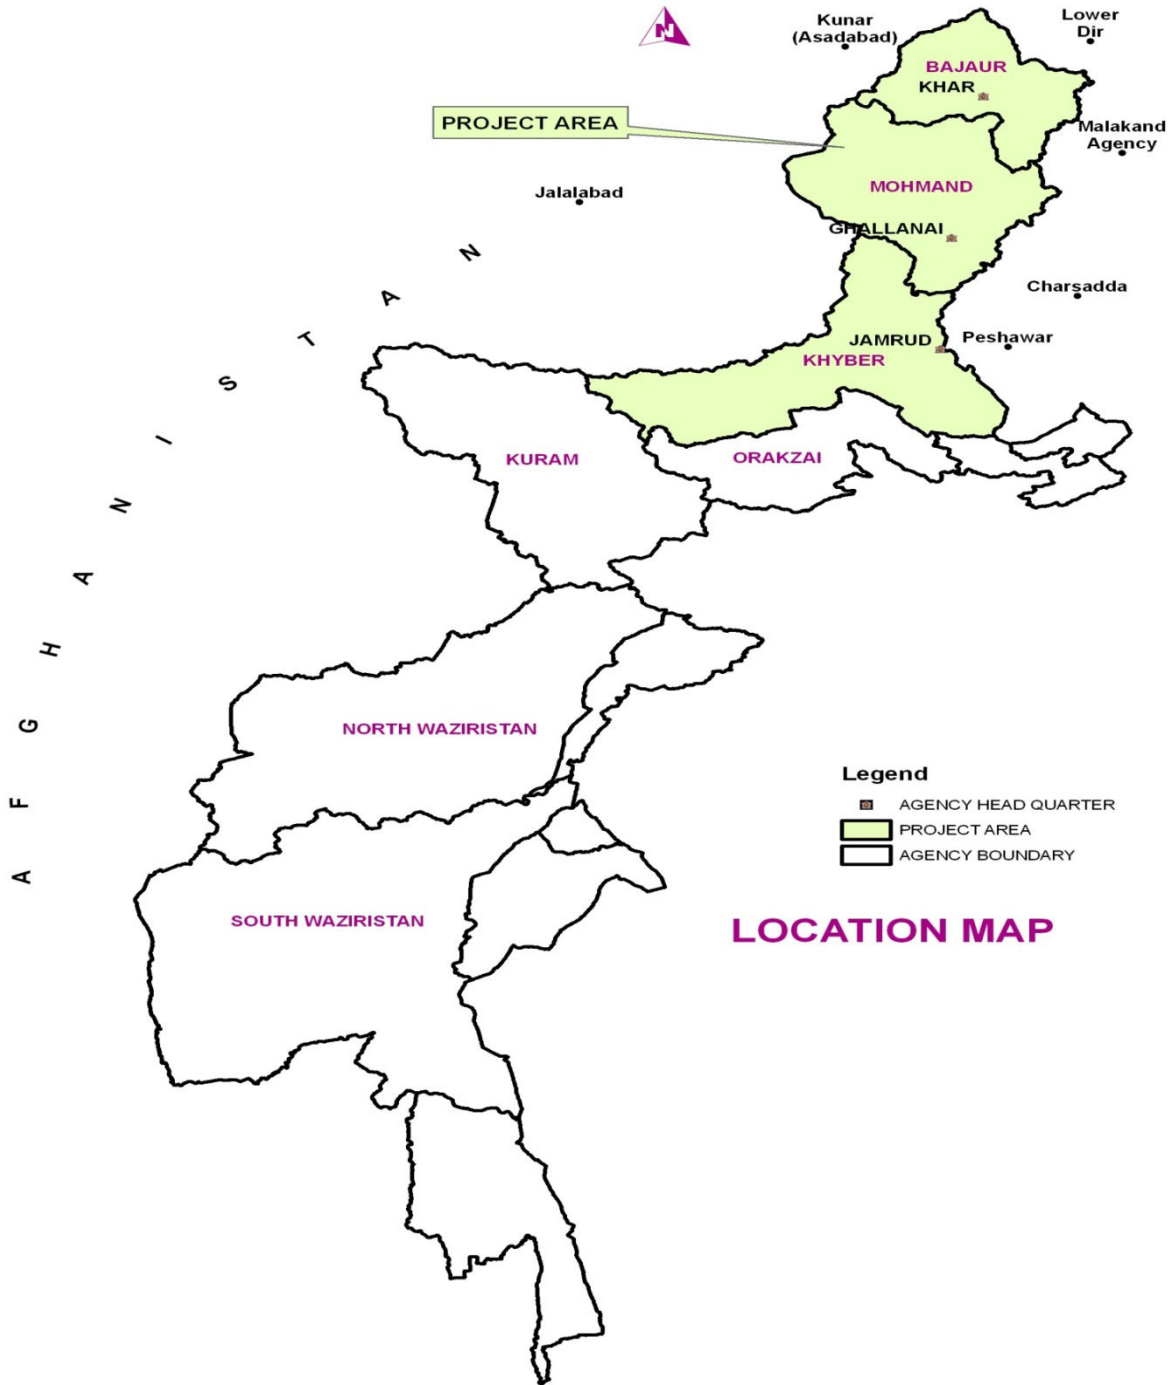 N
Kunar
(Asadabad)
Lower
Dir
BAJAUR
KHAR
PROJECT AREA
Malakand
Agency
MOHMAND
Jalalabad
GHALLANAI
Charsadda
JAMRUD
Peshawar
KHYBER
KURAM
ORAKZAI
AFGHANISTAN
NORTH WAZIRISTAN
SOUTH WAZIRISTAN
Legend
AGENCY HEAD QUARTER
PROJECT AREA
AGENCY BOUNDARY
LOCATION MAP